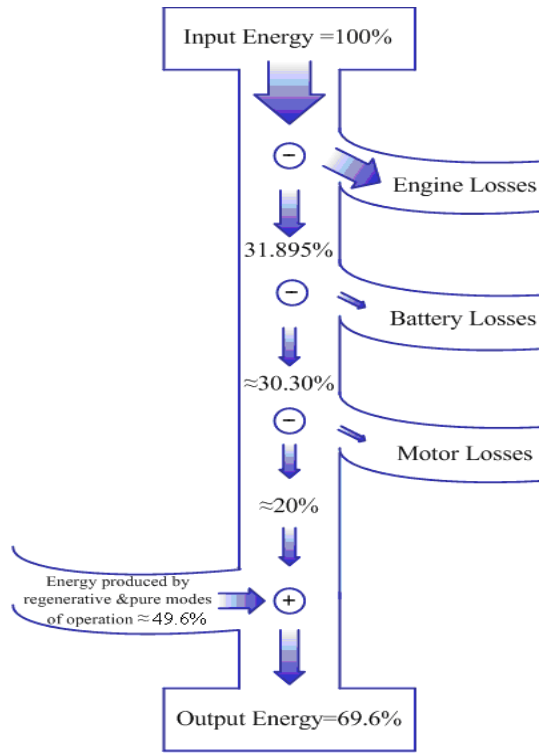 Input Energy =100%
Engine Losses
31.895%
Battery Losses
≈30.30%
Motor Losses
≈20%
Energy produced by
regenerative &pure modes
of operation ≈49.6%
Output Energy=69.6%